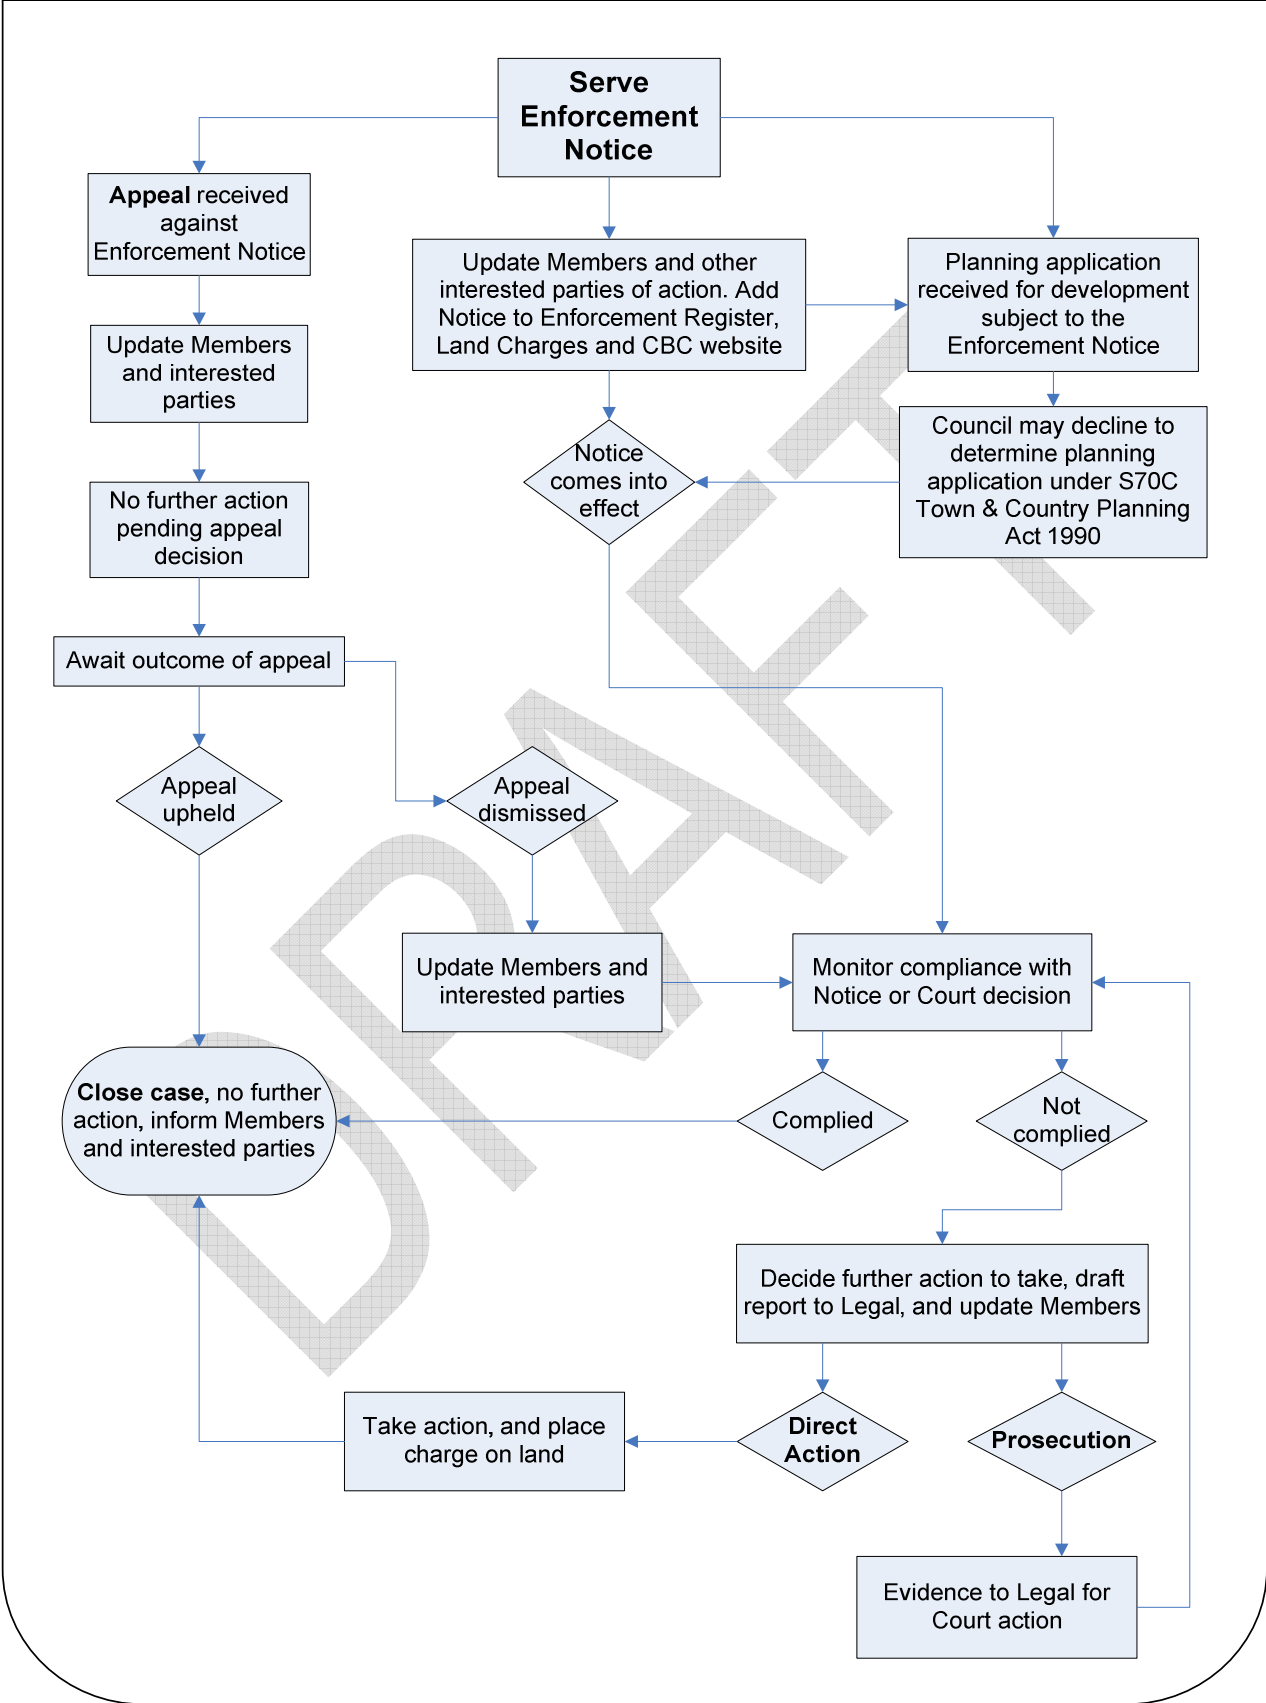 Serve
Enforcement
Notice
Appeal received
against
Enforcement Notice
Update Members and other
interested parties of action. Add
Notice to Enforcement Register,
Land Charges and CBC website
Planning application
received for development
subject to the
Enforcement Notice
Update Members
and interested
parties
Notice
comes into
effect
Council may decline to
determine planning
application under S70C
Town & Country Planning
Act 1990
No further action
pending appeal
decision
Await outcome of appeal
Appeal
upheld
Appeal
dismissed
Update Members and
interested parties
Monitor compliance with
Notice or Court decision
Close case, no further
action, inform Members
and interested parties
Complied
Not
complied
Decide further action to take, draft
report to Legal, and update Members
Take action, and place
charge on land
Direct
Action
Prosecution
Evidence to Legal for
Court action
DRAFT